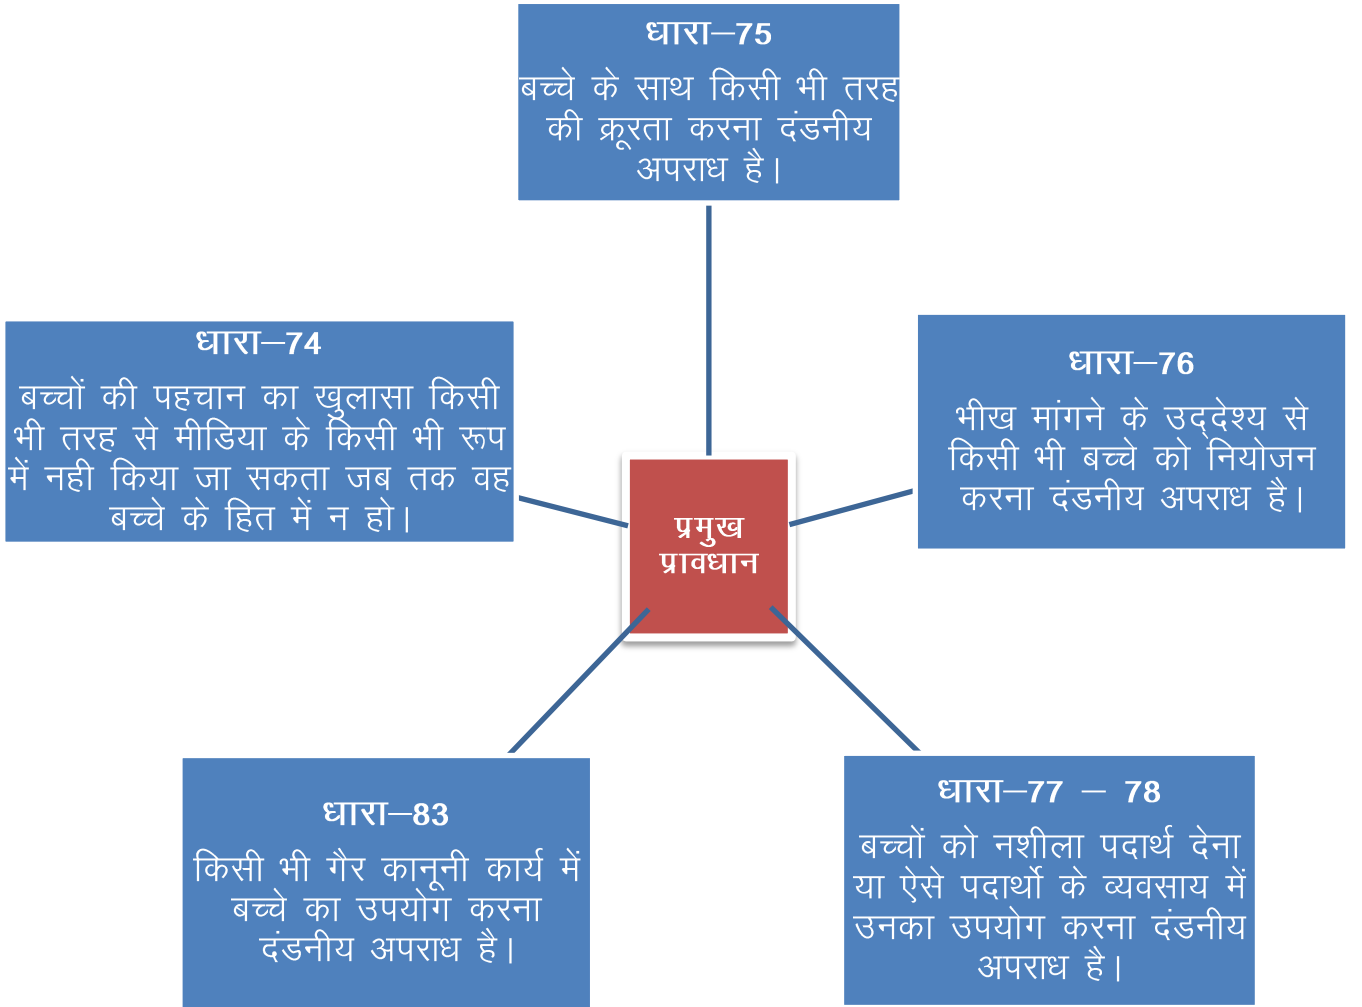 धारा–75
बच्चे के साथ किसी भी तरह
की क्रूरता करना दंडनीय
अपराध है।
धारा–74
बच्चों की पहचान का खुलासा किसी
भी तरह से मीडिया के किसी भी रूप
में नही किया जा सकता जब तक वह
बच्चे के हित में न हो।
धारा–76
भीख मांगने के उद्देश्य से
किसी भी बच्चे को नियोजन
करना दंडनीय अपराध है।
प्रमुख
प्रावधान
धारा–83
किसी भी गैर कानूनी कार्य में
बच्चे का उपयोग करना
दंडनीय अपराध है।
धारा–77 – 78
बच्चों को नशीला पदार्थ देना
या ऐसे पदार्थो के व्यवसाय में
उनका उपयोग करना दंडनीय
अपराध है।